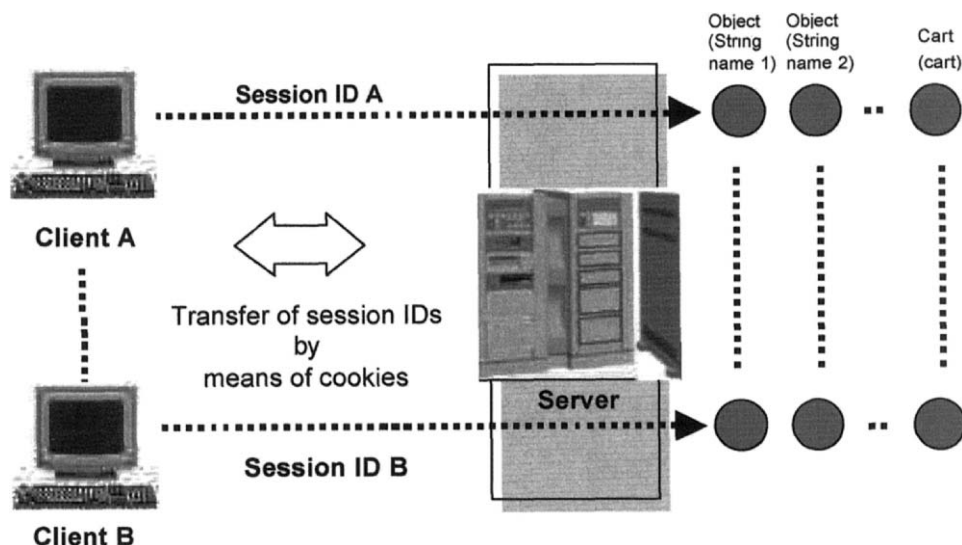 Object
(String
name 1)
Object
(String
name 2)
Cart
(cart)
Session ID A
Client A
Transfer of session IDs
by
means of cookies
Server
Session ID B
Client B